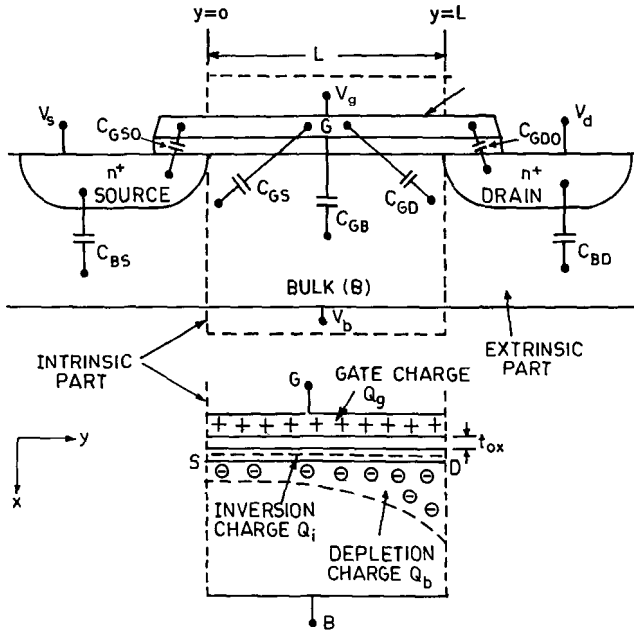 y=o
y=L
L
V_s
V_g
V_d
C_GSO
G
C_GDO
n+
SOURCE
C_GS
C_GB
C_GD
n+
DRAIN
C_BS
C_BD
BULK (B)
V_b
INTRINSIC
PART
EXTRINSIC
PART
G
GATE CHARGE
Q_g
+ + + + + + + + +
t_ox
y
x
S
D
INVERSION
CHARGE Q_i
DEPLETION
CHARGE Q_b
B